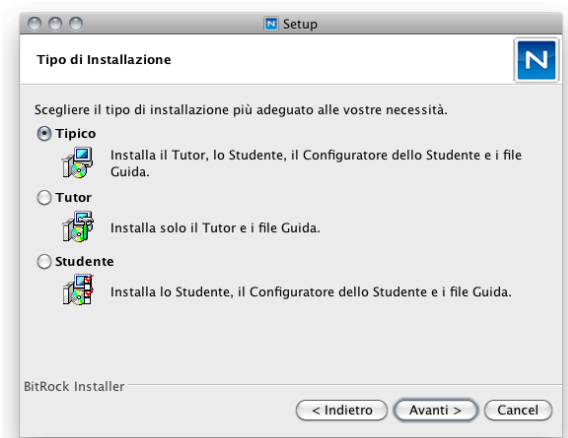 Setup
Tipo di Installazione
N
Scegliere il tipo di installazione più adeguato alle vostre necessità.
Tipico
Installa il Tutor, lo Studente, il Configuratore dello Studente e i file
Guida.
Tutor
Installa solo il Tutor e i file Guida.
Studente
Installa lo Studente, il Configuratore dello Studente e i file Guida.
BitRock Installer
< Indietro
Avanti >
Cancel